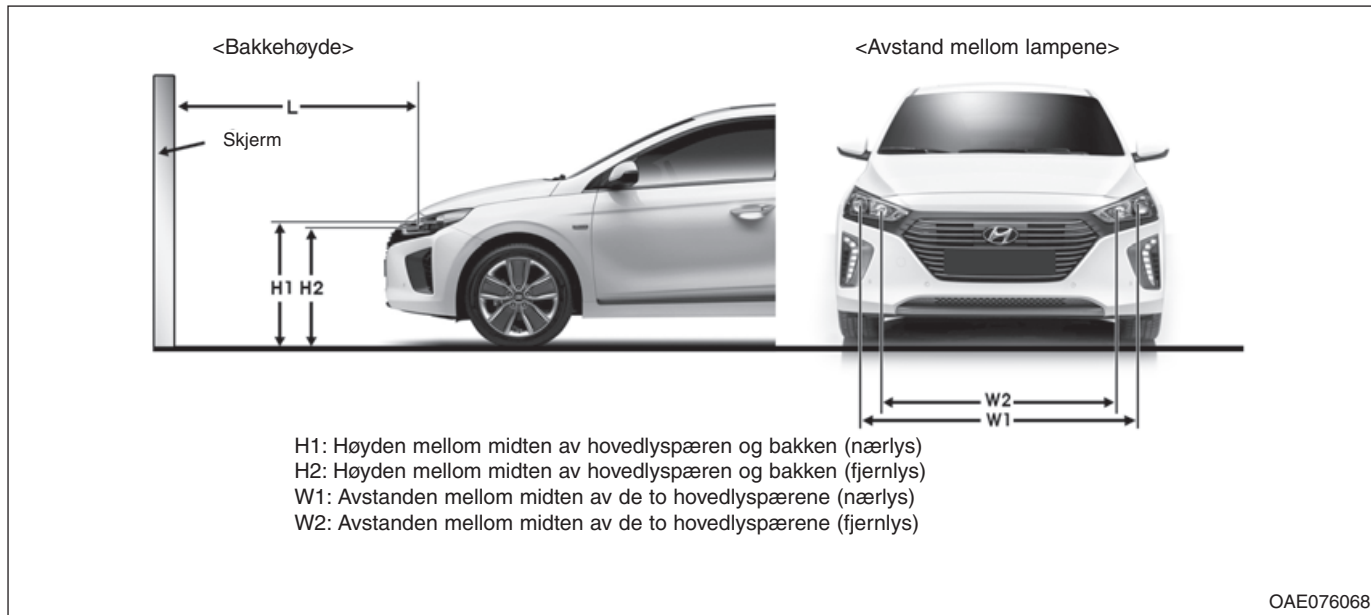 <Bakkehøyde>
<Avstand mellom lampene>
L
Skjerm
H1 H2
W2
W1
H1: Høyden mellom midten av hovedlyspæren og bakken (nærlys)
H2: Høyden mellom midten av hovedlyspæren og bakken (fjernlys)
W1: Avstanden mellom midten av de to hovedlyspærene (nærlys)
W2: Avstanden mellom midten av de to hovedlyspærene (fjernlys)
OAE076068